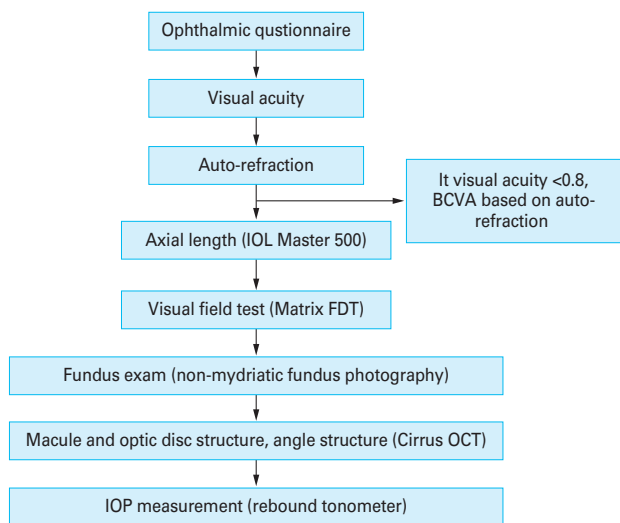 Ophthalmic qustionnaire
Visual acuity
Auto-refraction
It visual acuity <0.8,
BCVA based on auto-
refraction
Axial length (IOL Master 500)
Visual field test (Matrix FDT)
Fundus exam (non-mydriatic fundus photography)
Macule and optic disc structure, angle structure (Cirrus OCT)
IOP measurement (rebound tonometer)